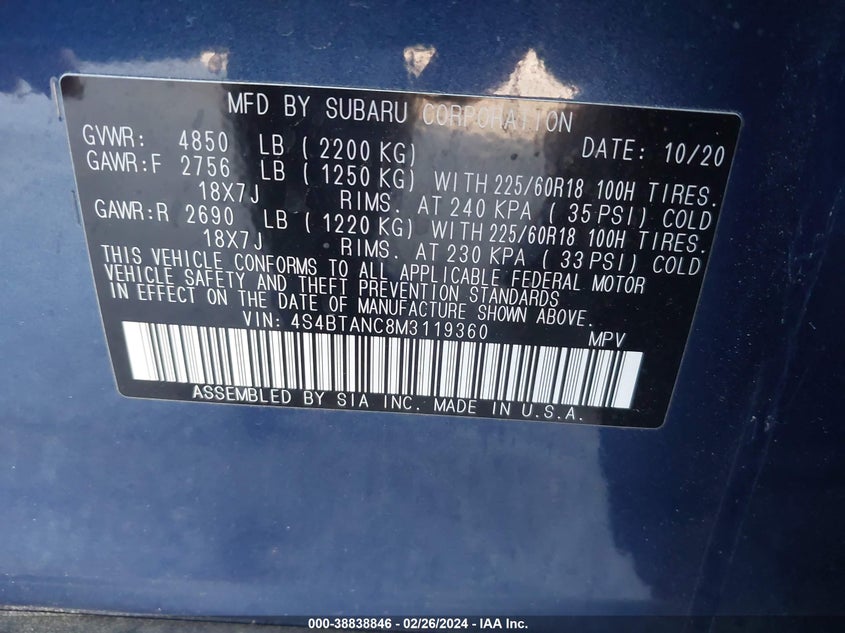 MFD BY SUBARU CORPORATION
GVWR: 4850 LB ( 2200 KG) DATE: 10/20
GAWR:F 2756 LB ( 1250 KG) WITH 225/60R18 100H TIRES.
18X7J RIMS. AT 240 KPA ( 35 PSI) COLD
GAWR:R 2690 LB ( 1220 KG) WITH 225/60R18 100H TIRES.
18X7J RIMS. AT 230 KPA ( 33 PSI) COLD
THIS VEHICLE CONFORMS TO ALL APPLICABLE FEDERAL MOTOR
VEHICLE SAFETY AND THEFT PREVENTION STANDARDS
IN EFFECT ON THE DATE OF MANUFACTURE SHOWN ABOVE.
VIN: 4S4BTANC8M3119360 MPV
ASSEMBLED BY SIA INC. MADE IN U.S.A.
000-38838846 - 02/26/2024 - IAA Inc.